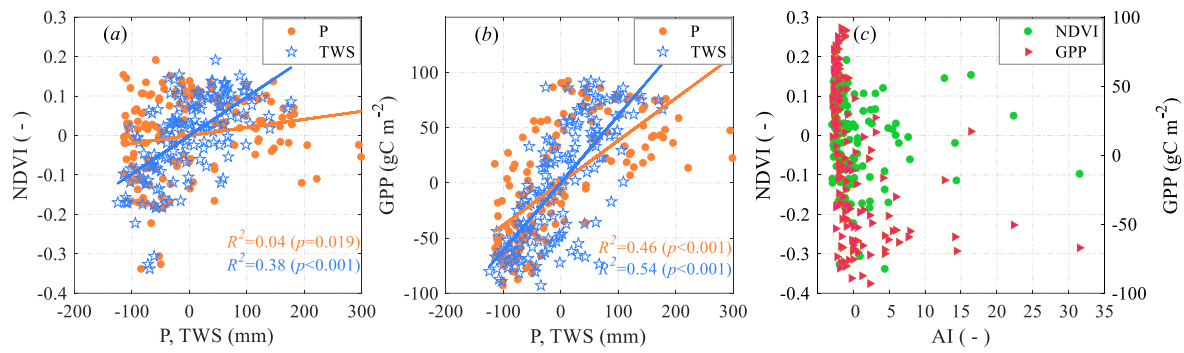 (a)
P
TWS
NDVI ( - )
0.3
0.2
0.1
0
-0.1
-0.2
-0.3
-0.4
R²=0.04 (p=0.019)
R²=0.38 (p<0.001)
-200 -100 0 100 200 300
P, TWS (mm)
(b)
P
TWS
GPP (gC m⁻²)
100
50
0
-50
-100
R²=0.46 (p<0.001)
R²=0.54 (p<0.001)
-200 -100 0 100 200 300
P, TWS (mm)
(c)
NDVI
GPP
NDVI ( - )
0.3
0.2
0.1
0
-0.1
-0.2
-0.3
-0.4
100
50
0
-50
-100
GPP (gC m⁻²)
-5 0 5 10 15 20 25 30 35
AI ( - )